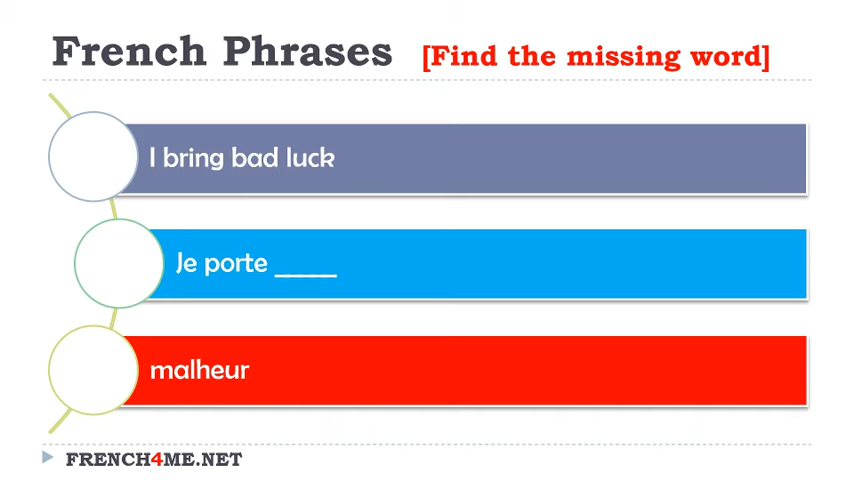 French Phrases [Find the missing word]
I bring bad luck
Je porte _____
malheur
FRENCH4ME.NET